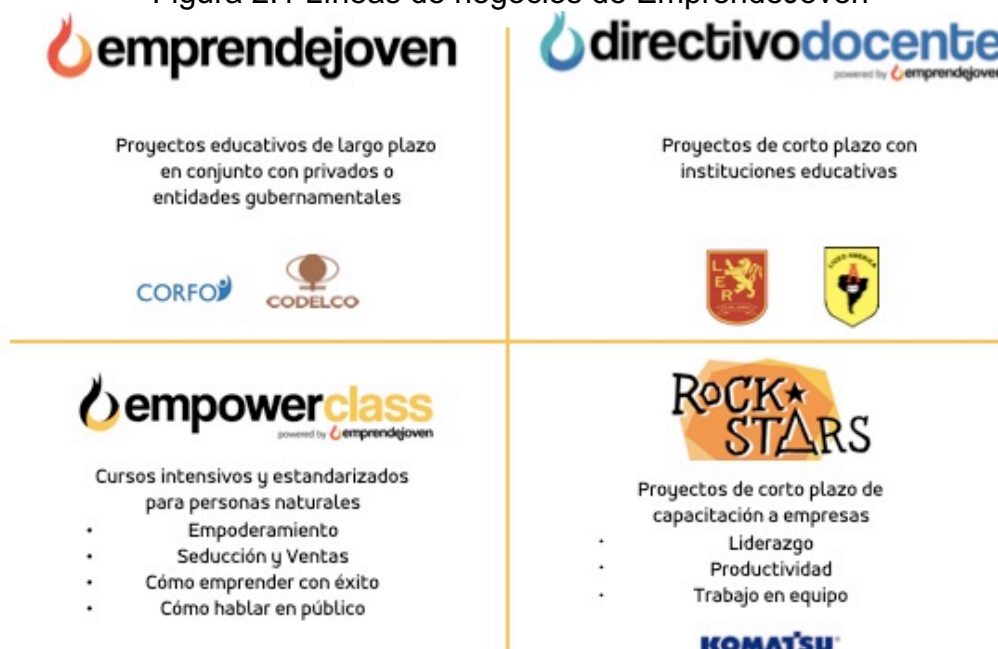 Figura 2.1 Líneas de negocios de EmprendeJoven
emprendejoven
Proyectos educativos de largo plazo
en conjunto con privados o
entidades gubernamentales
CORFO
CODELCO
directivodocente
powered by emprendejoven
Proyectos de corto plazo con
instituciones educativas
L
E
R
LICEO AMERICA
empowerclass
powered by emprendejoven
Cursos intensivos y estandarizados
para personas naturales
• Empoderamiento
• Seducción y Ventas
• Cómo emprender con éxito
• Cómo hablar en público
ROCK
STARS
Proyectos de corto plazo de
capacitación a empresas
• Liderazgo
• Productividad
• Trabajo en equipo
KOMATSU